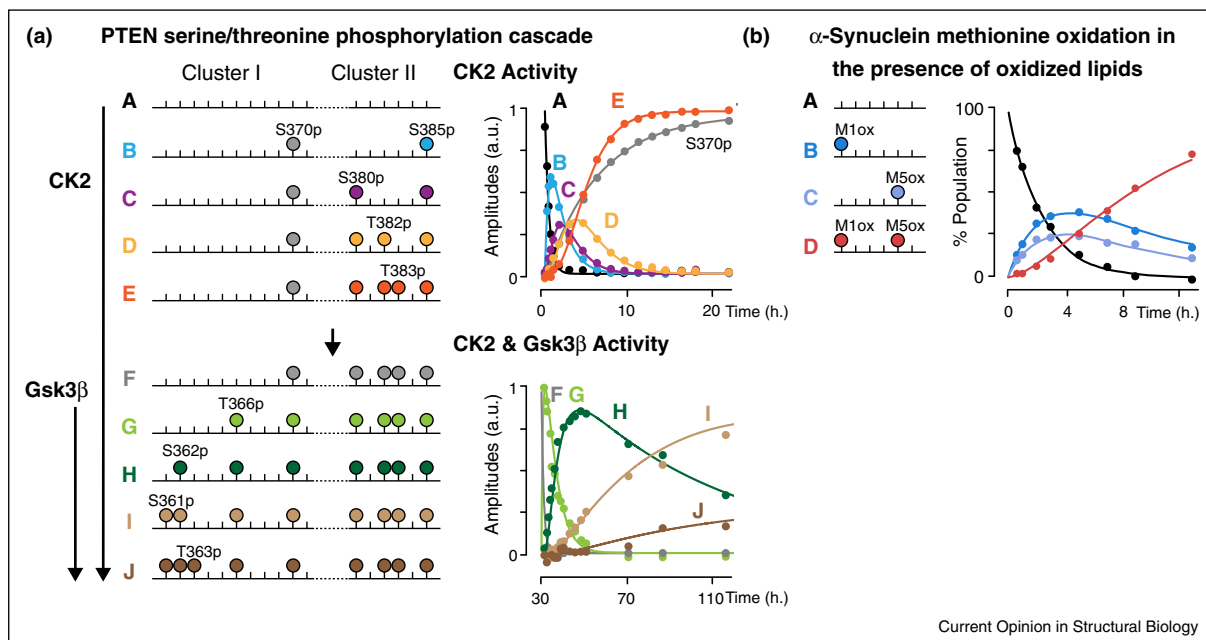 (a) PTEN serine/threonine phosphorylation cascade
Cluster I Cluster II
CK2
Gsk3β
A
B S370p S385p
C S380p
D T382p
E T383p
F
G T366p
H S362p
I S361p
J T363p
CK2 Activity
Amplitudes (a.u.)
1
0
A
B
C
D
E
S370p
0 10 20 Time (h.)
CK2 & Gsk3β Activity
Amplitudes (a.u.)
1
0
F G
H
I
J
30 70 110 Time (h.)
(b) α-Synuclein methionine oxidation in
the presence of oxidized lipids
A
B M1ox
C M5ox
D M1ox M5ox
% Population
100
0
0 4 8 Time (h.)
Current Opinion in Structural Biology